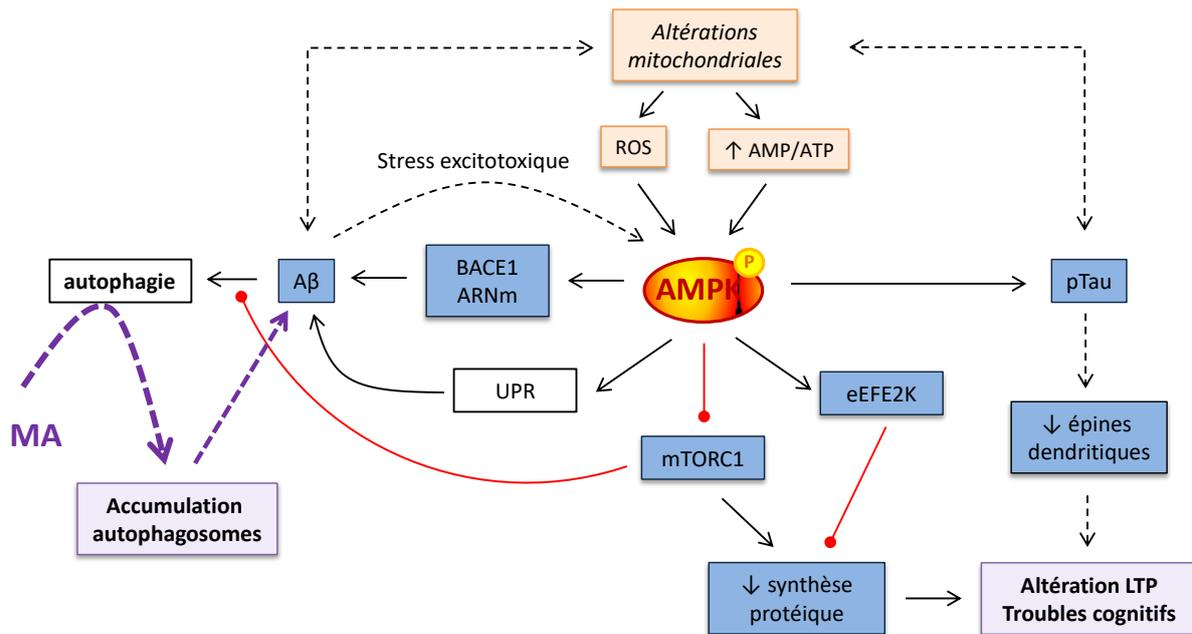 Altérations
mitochondriales
ROS
↑ AMP/ATP
Stress excitotoxique
autophagie
Aβ
BACE1
ARNm
AMPK
P
pTau
UPR
eEFE2K
MA
mTORC1
↓ épines
dendritiques
Accumulation
autophagosomes
↓ synthèse
protéique
Altération LTP
Troubles cognitifs